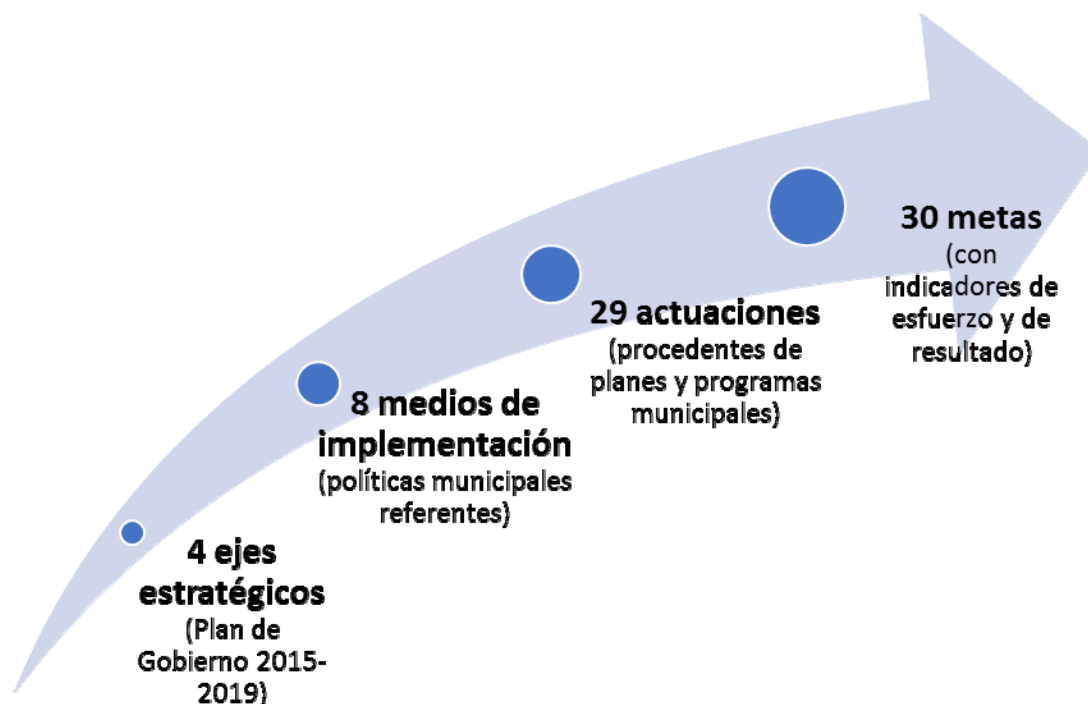 4 ejes
estratégicos
(Plan de
Gobierno 2015-
2019)
8 medios de
implementación
(políticas municipales
referentes)
29 actuaciones
(procedentes de
planes y programas
municipales)
30 metas
(con
indicadores de
esfuerzo y de
resultado)